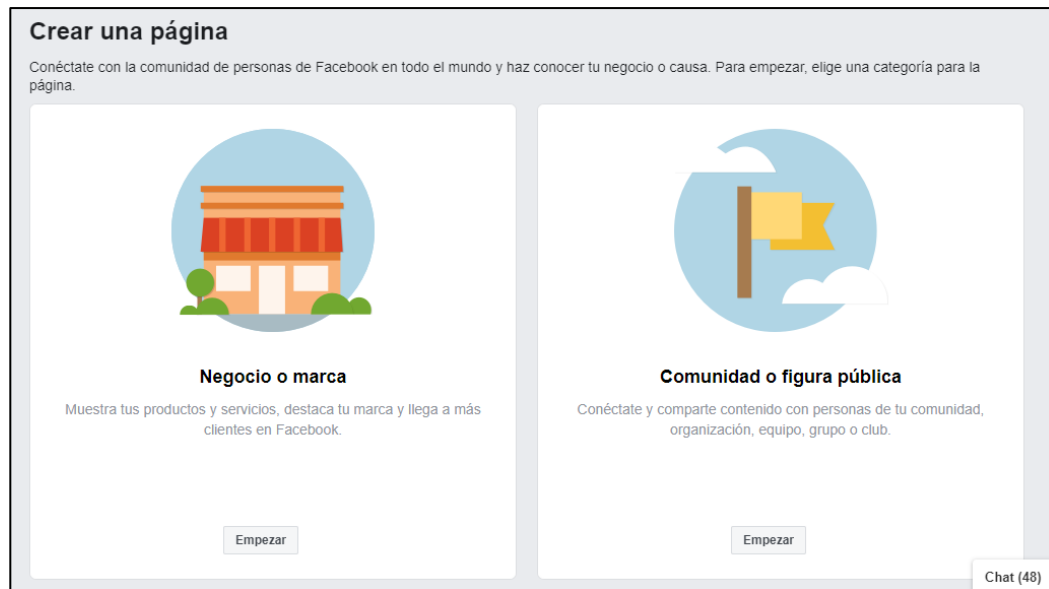 Crear una página
Conéctate con la comunidad de personas de Facebook en todo el mundo y haz conocer tu negocio o causa. Para empezar, elige una categoría para la
página.
Negocio o marca
Muestra tus productos y servicios, destaca tu marca y llega a más
clientes en Facebook.
Empezar
Comunidad o figura pública
Conéctate y comparte contenido con personas de tu comunidad,
organización, equipo, grupo o club.
Empezar
Chat (48)